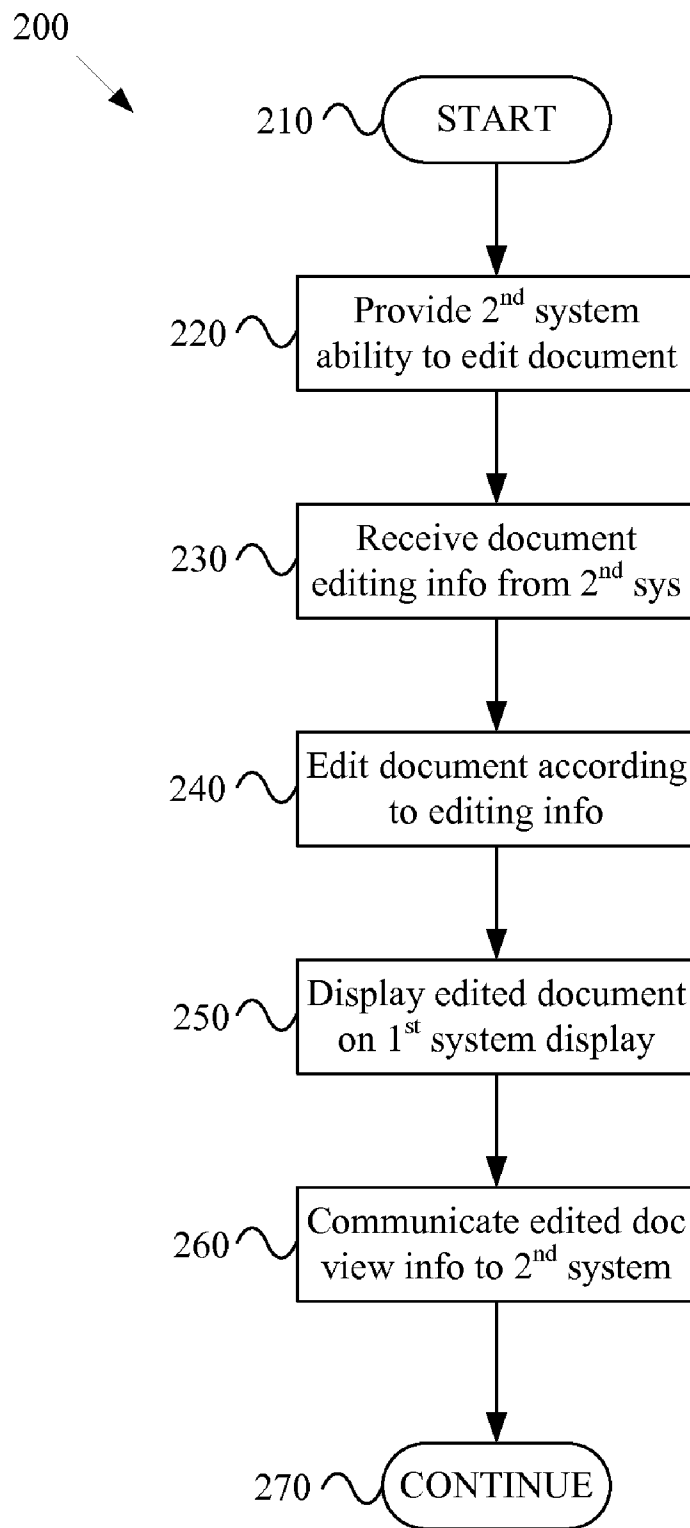 200
210 START
220 Provide 2nd system
ability to edit document
230 Receive document
editing info from 2nd sys
240 Edit document according
to editing info
250 Display edited document
on 1st system display
260 Communicate edited doc
view info to 2nd system
270 CONTINUE